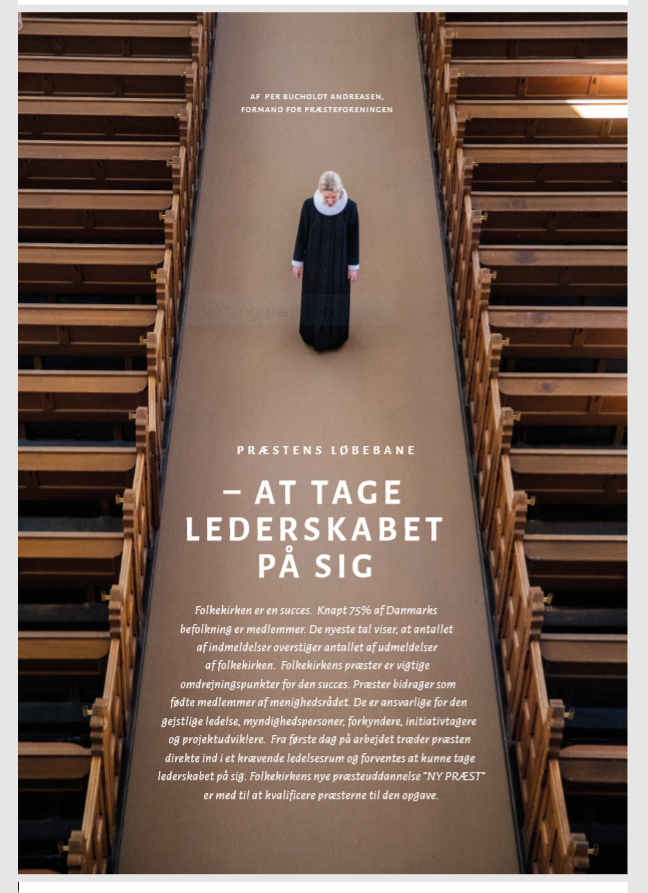 AF PER BUCHOLDT ANDREASEN,
FORMAND FOR PRÆSTEFORENINGEN
PRÆSTENS LØBEBANE
– AT TAGE
LEDERSKABET
PÅ SIG
Folkekirken er en succes. Knapt 75% af Danmarks
befolkning er medlemmer. De nyeste tal viser, at antallet
af indmeldelser overstiger antallet af udmeldelser
af folkekirken. Folkekirkens præster er vigtige
omdrejningspunkter for den succes. Præster bidrager som
fødte medlemmer af menighedsrådet. De er ansvarlige for den
gejstlige ledelse, myndighedspersoner, forkyndere, initiativtagere
og projektudviklere. Fra første dag på arbejdet træder præsten
direkte ind i et krævende ledelsesrum og forventes at kunne tage
lederskabet på sig. Folkekirkens nye præsteuddannelse "NY PRÆST"
er med til at kvalificere præsterne til den opgave.